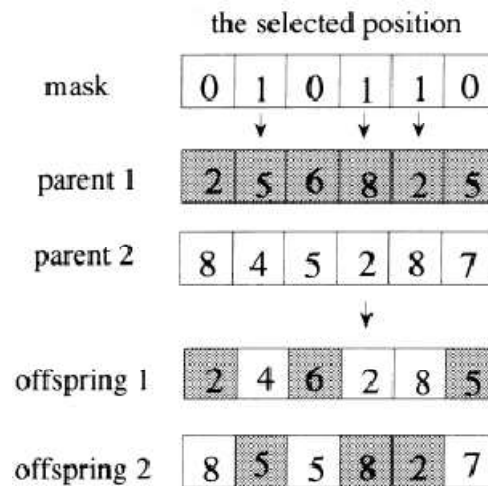 the selected position
mask 0 1 0 1 1 0
parent 1 2 5 6 8 2 5
parent 2 8 4 5 2 8 7
offspring 1 2 4 6 2 8 5
offspring 2 8 5 5 8 2 7